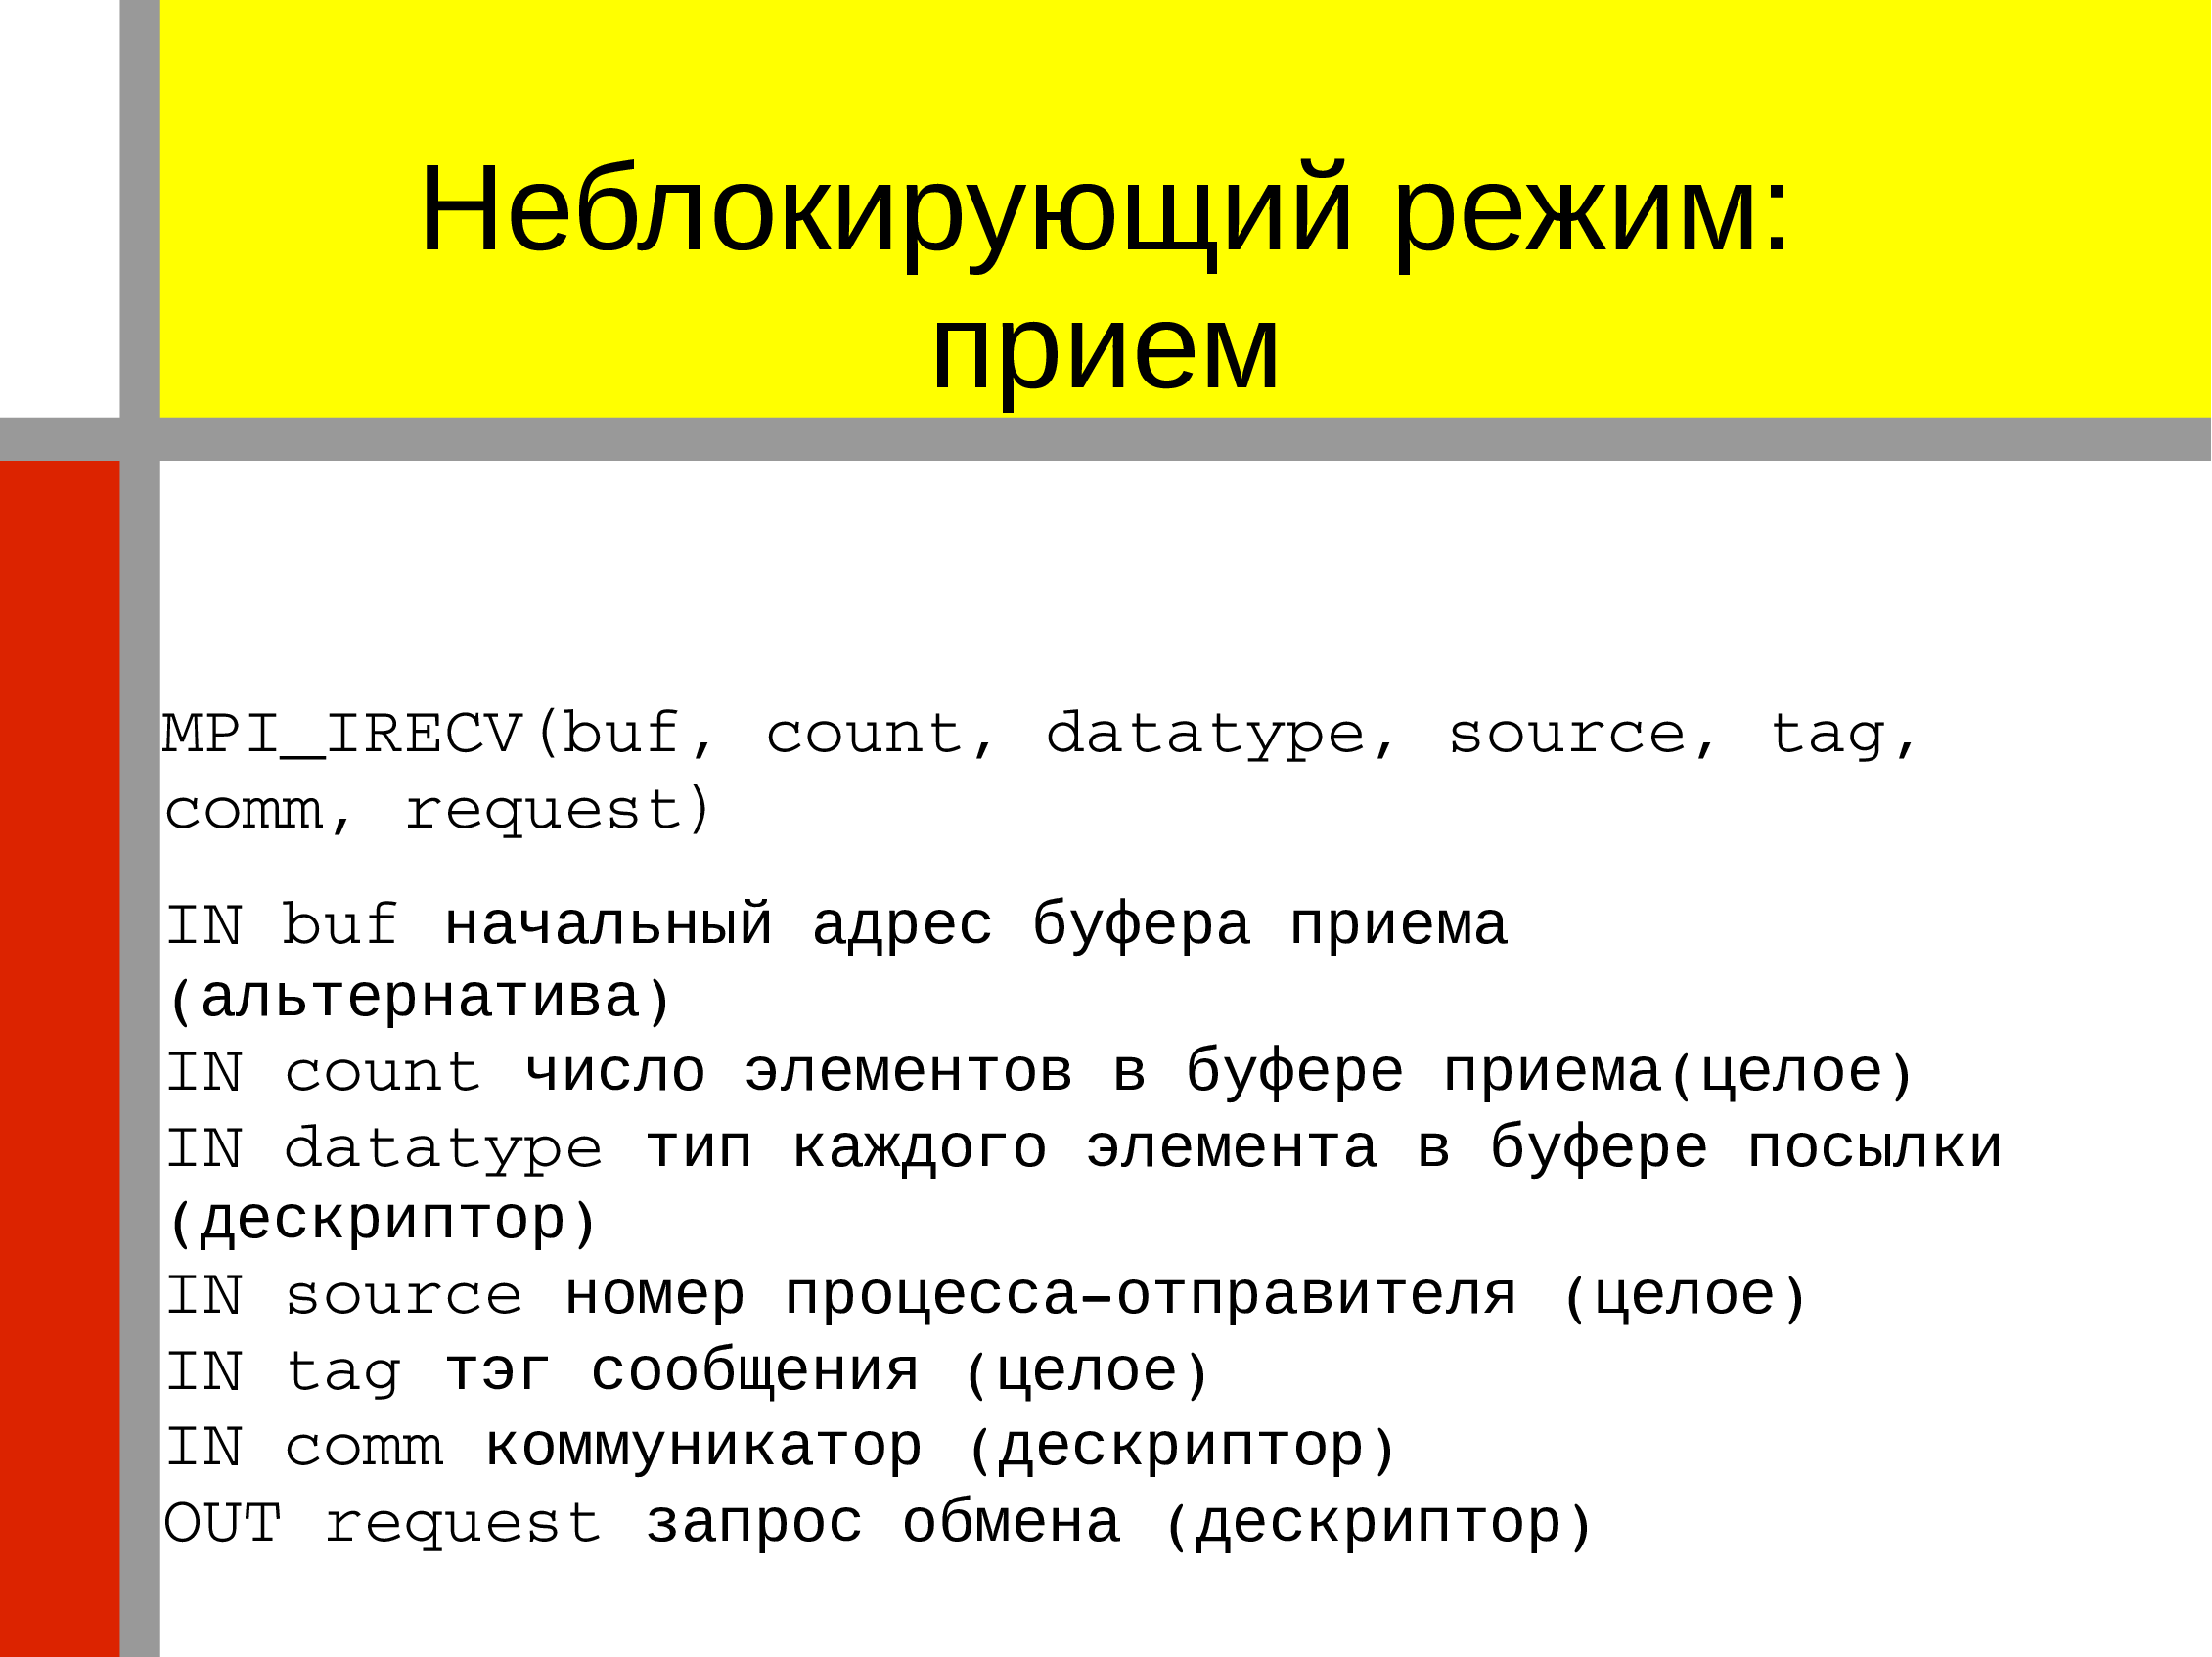 Неблокирующий режим:
прием
MPI_IRECV(buf, count, datatype, source, tag,
comm, request)
IN buf начальный адрес буфера приема
(альтернатива)
IN count число элементов в буфере приема(целое)
IN datatype тип каждого элемента в буфере посылки
(дескриптор)
IN source номер процесса–отправителя (целое)
IN tag тэг сообщения (целое)
IN comm коммуникатор (дескриптор)
OUT request запрос обмена (дескриптор)